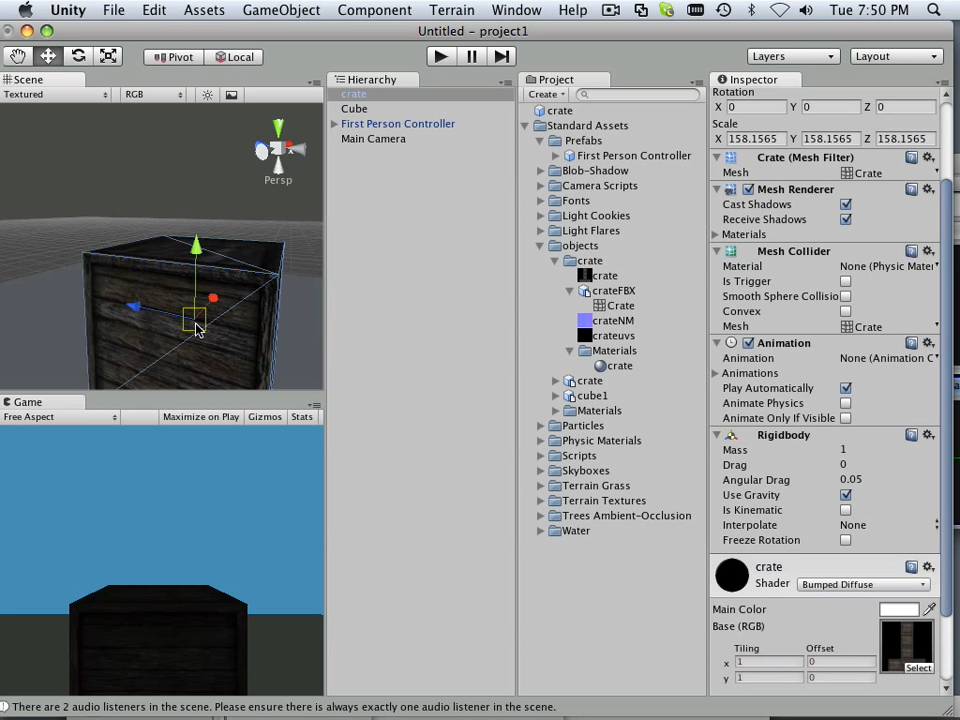 Unity File Edit Assets GameObject Component Terrain Window Help Tue 7:50 PM
Untitled - project1
Pivot Local Layers Layout
Scene
Textured RGB
Persp
Game
Free Aspect Maximize on Play Gizmos Stats
Hierarchy
crate
Cube
First Person Controller
Main Camera
Project
Create
crate
Standard Assets
Prefabs
First Person Controller
Blob-Shadow
Camera Scripts
Fonts
Light Cookies
Light Flares
objects
crate
crate
crateFBX
Crate
crateNM
crateuvs
Materials
crate
crate
cube1
Materials
Particles
Physic Materials
Scripts
Skyboxes
Terrain Grass
Terrain Textures
Trees Ambient-Occlusion
Water
Inspector
Rotation
X 0 Y 0 Z 0
Scale
X 158.1565 Y 158.1565 Z 158.1565
Crate (Mesh Filter)
Mesh Crate
Mesh Renderer
Cast Shadows
Receive Shadows
Materials
Mesh Collider
Material None (Physic Mater
Is Trigger
Smooth Sphere Collisio
Convex
Mesh Crate
Animation
Animation None (Animation C
Animations
Play Automatically
Animate Physics
Animate Only If Visible
Rigidbody
Mass 1
Drag 0
Angular Drag 0.05
Use Gravity
Is Kinematic
Interpolate None
Freeze Rotation
crate
Shader Bumped Diffuse
Main Color
Base (RGB)
Tiling Offset
x 1 0
y 1 0
Select
There are 2 audio listeners in the scene. Please ensure there is always exactly one audio listener in the scene.